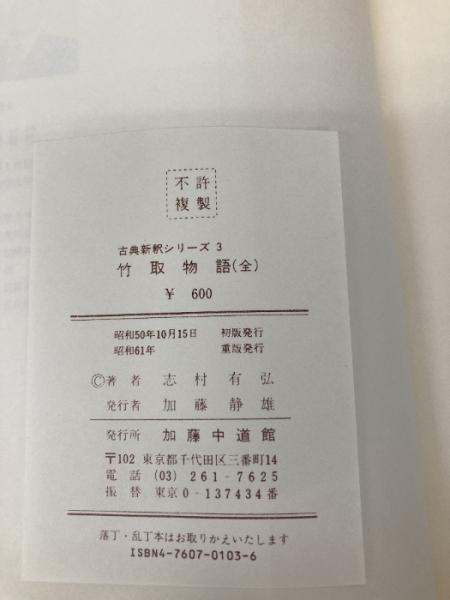 不許
複製
古典新釈シリーズ 3
竹取物語(全)
¥ 600
昭和50年10月15日 初版発行
昭和61年 重版発行
©著者 志村有弘
発行者 加藤静雄
発行所 加藤中道館
〒102 東京都千代田区三番町14
電話 (03) 261-7625
振替 東京0-137434番
落丁・乱丁本はお取りかえいたします
ISBN4-7607-0103-6